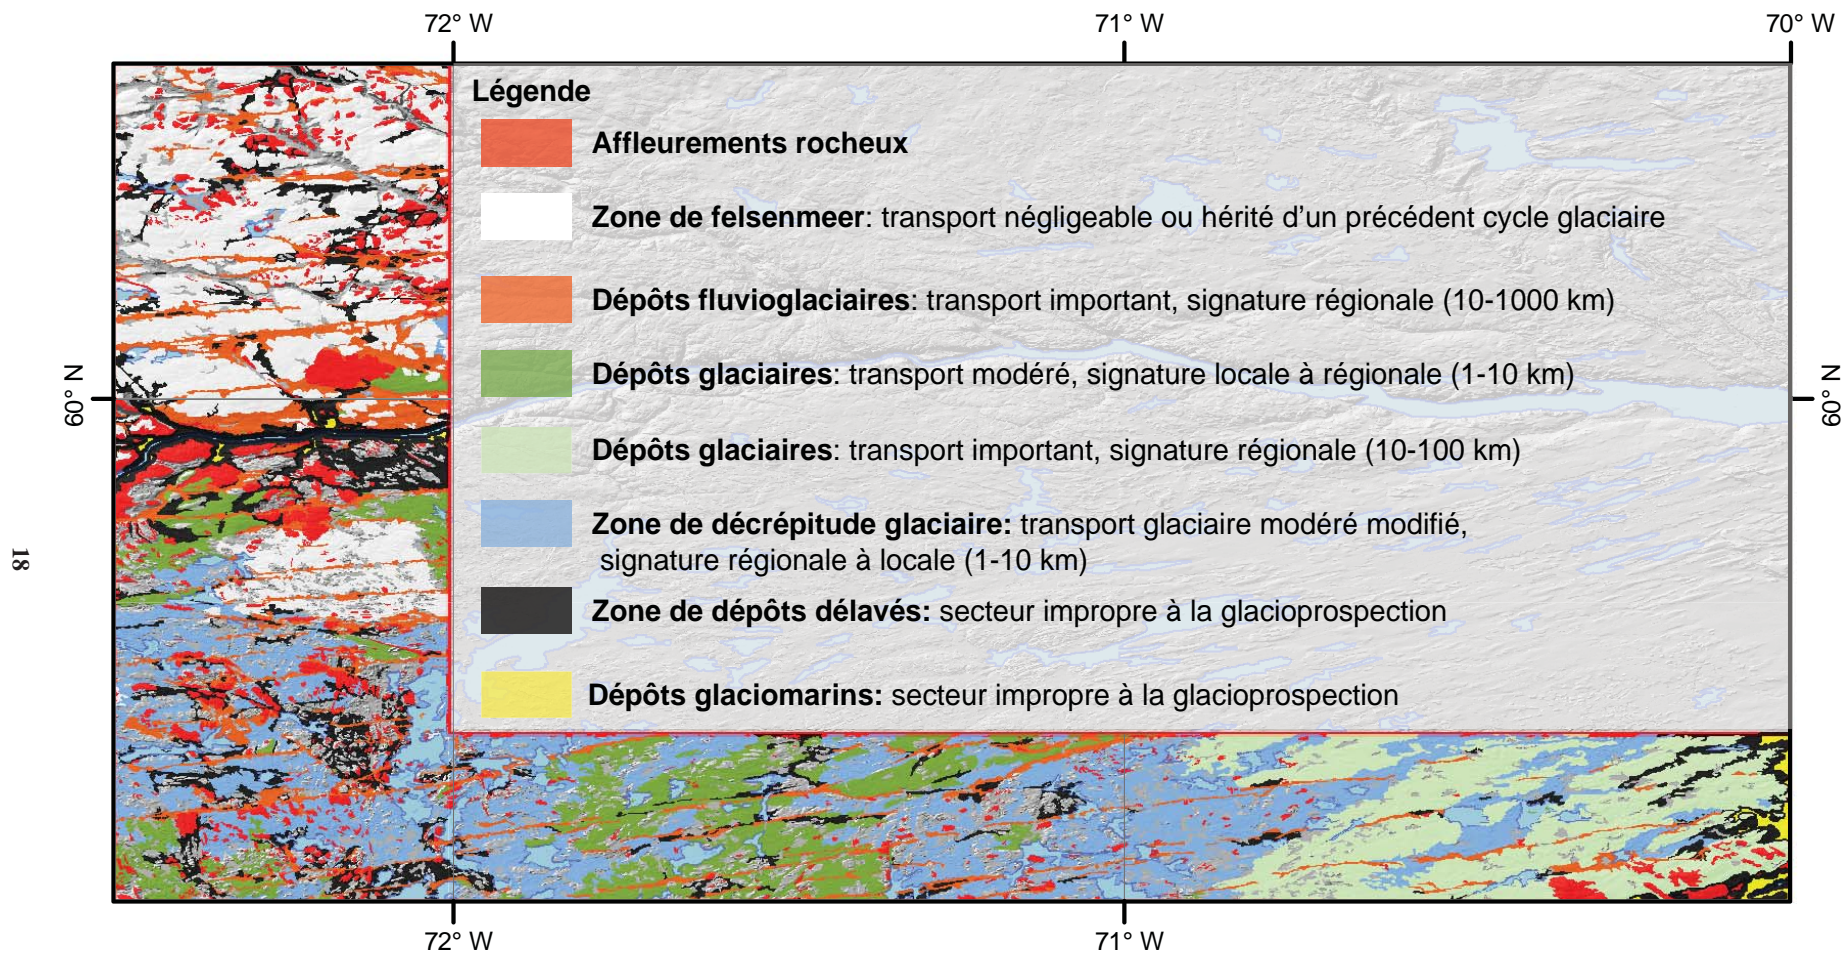 72° W
71° W
70° W
Légende
Affleurements rocheux
Zone de felsenmeer: transport négligeable ou hérité d'un précédent cycle glaciaire
Dépôts fluvioglaciaires: transport important, signature régionale (10-1000 km)
Dépôts glaciaires: transport modéré, signature locale à régionale (1-10 km)
60° N
60° N
Dépôts glaciaires: transport important, signature régionale (10-100 km)
Zone de décrépitude glaciaire: transport glaciaire modéré modifié,
signature régionale à locale (1-10 km)
18
Zone de dépôts délavés: secteur impropre à la glacioprospection
Dépôts glaciomarins: secteur impropre à la glacioprospection
72° W
71° W